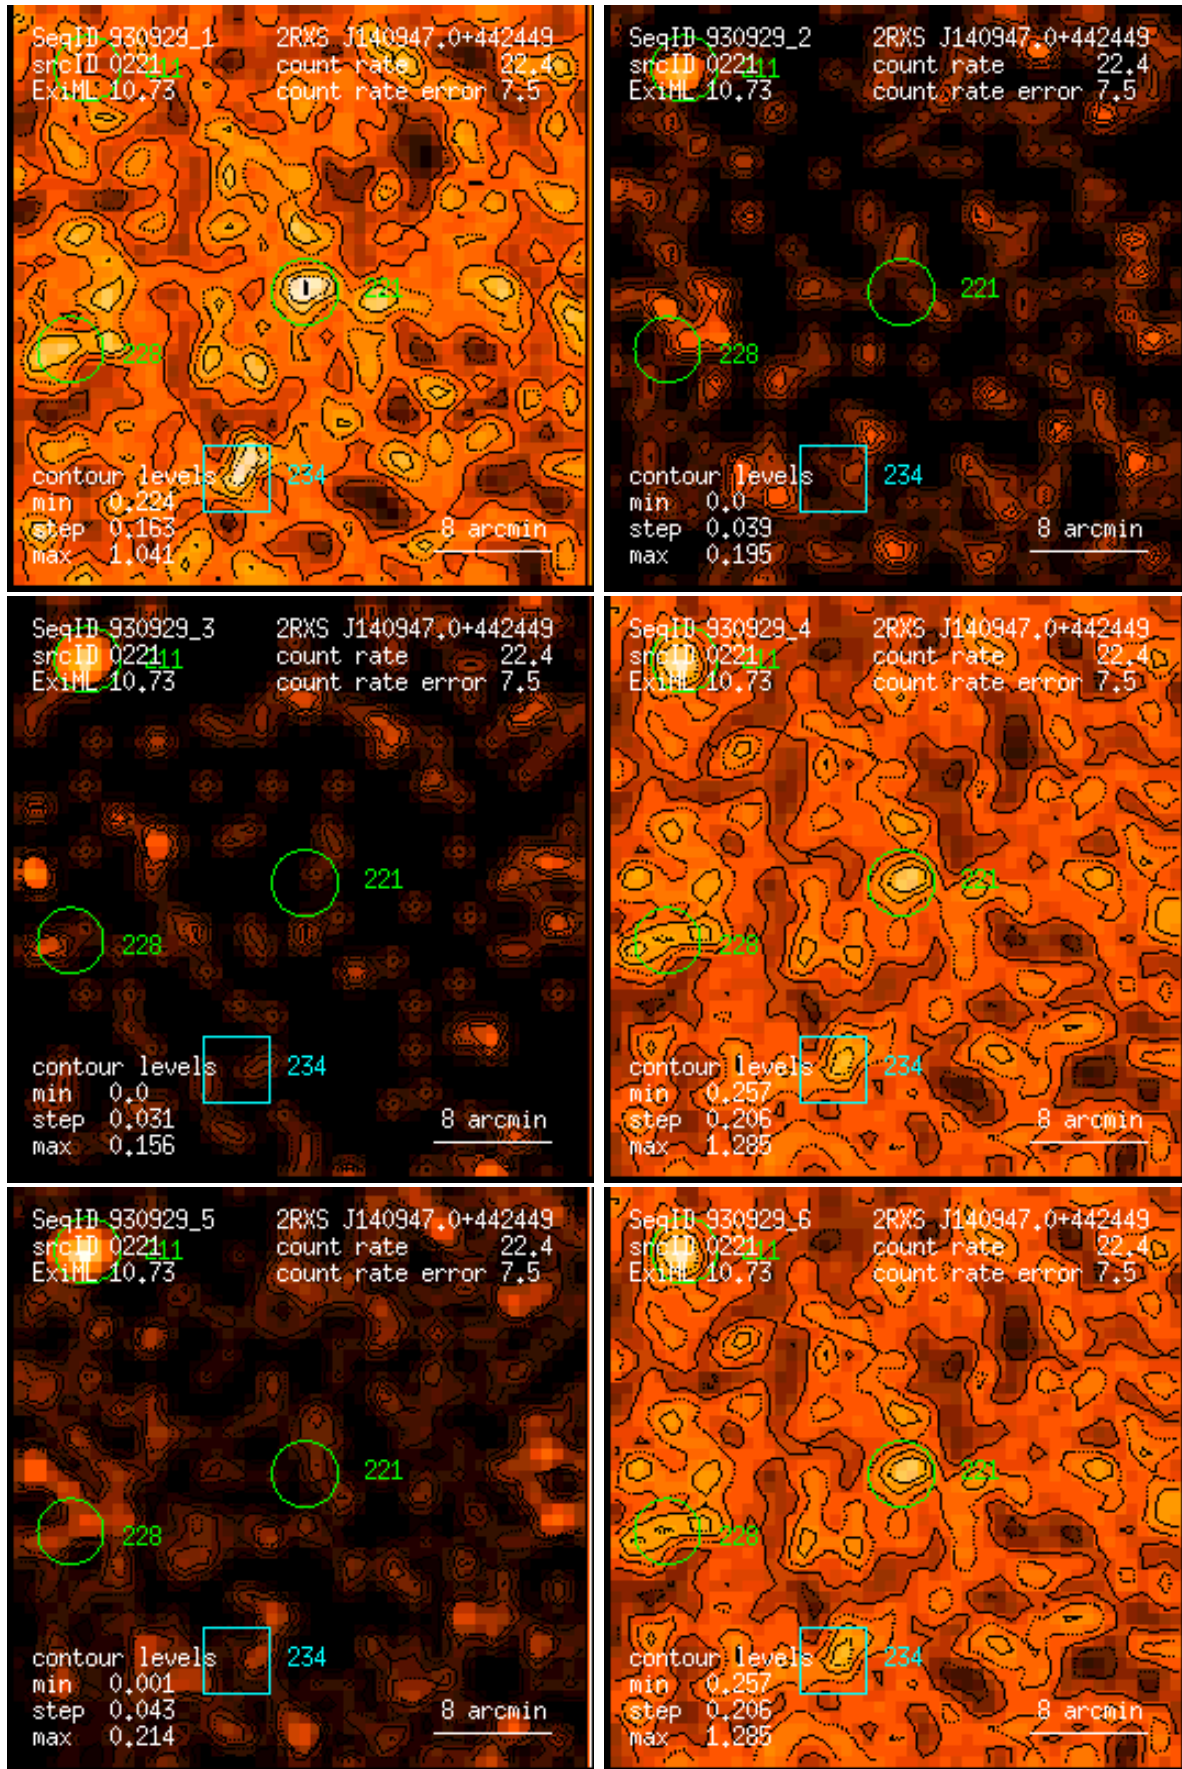 SeqID 930929_1 2RXS J140947.0+442449
srcID 0221 211 count rate 22.4
ExiML 10.73 count rate error 7.5
221
228
234
contour levels
min 0.224
step 0.163 8 arcmin
max 1.041
SeqID 930929_2 2RXS J140947.0+442449
srcID 0221 211 count rate 22.4
ExiML 10.73 count rate error 7.5
221
228
234
contour levels
min 0.0
step 0.039 8 arcmin
max 0.195
SeqID 930929_3 2RXS J140947.0+442449
srcID 0221 211 count rate 22.4
ExiML 10.73 count rate error 7.5
221
228
234
contour levels
min 0.0
step 0.031 8 arcmin
max 0.156
SeqID 930929_4 2RXS J140947.0+442449
srcID 0221 211 count rate 22.4
ExiML 10.73 count rate error 7.5
221
228
234
contour levels
min 0.257
step 0.206 8 arcmin
max 1.285
SeqID 930929_5 2RXS J140947.0+442449
srcID 0221 211 count rate 22.4
ExiML 10.73 count rate error 7.5
221
228
234
contour levels
min 0.001
step 0.043 8 arcmin
max 0.214
SeqID 930929_6 2RXS J140947.0+442449
srcID 0221 211 count rate 22.4
ExiML 10.73 count rate error 7.5
221
228
234
contour levels
min 0.257
step 0.206 8 arcmin
max 1.285